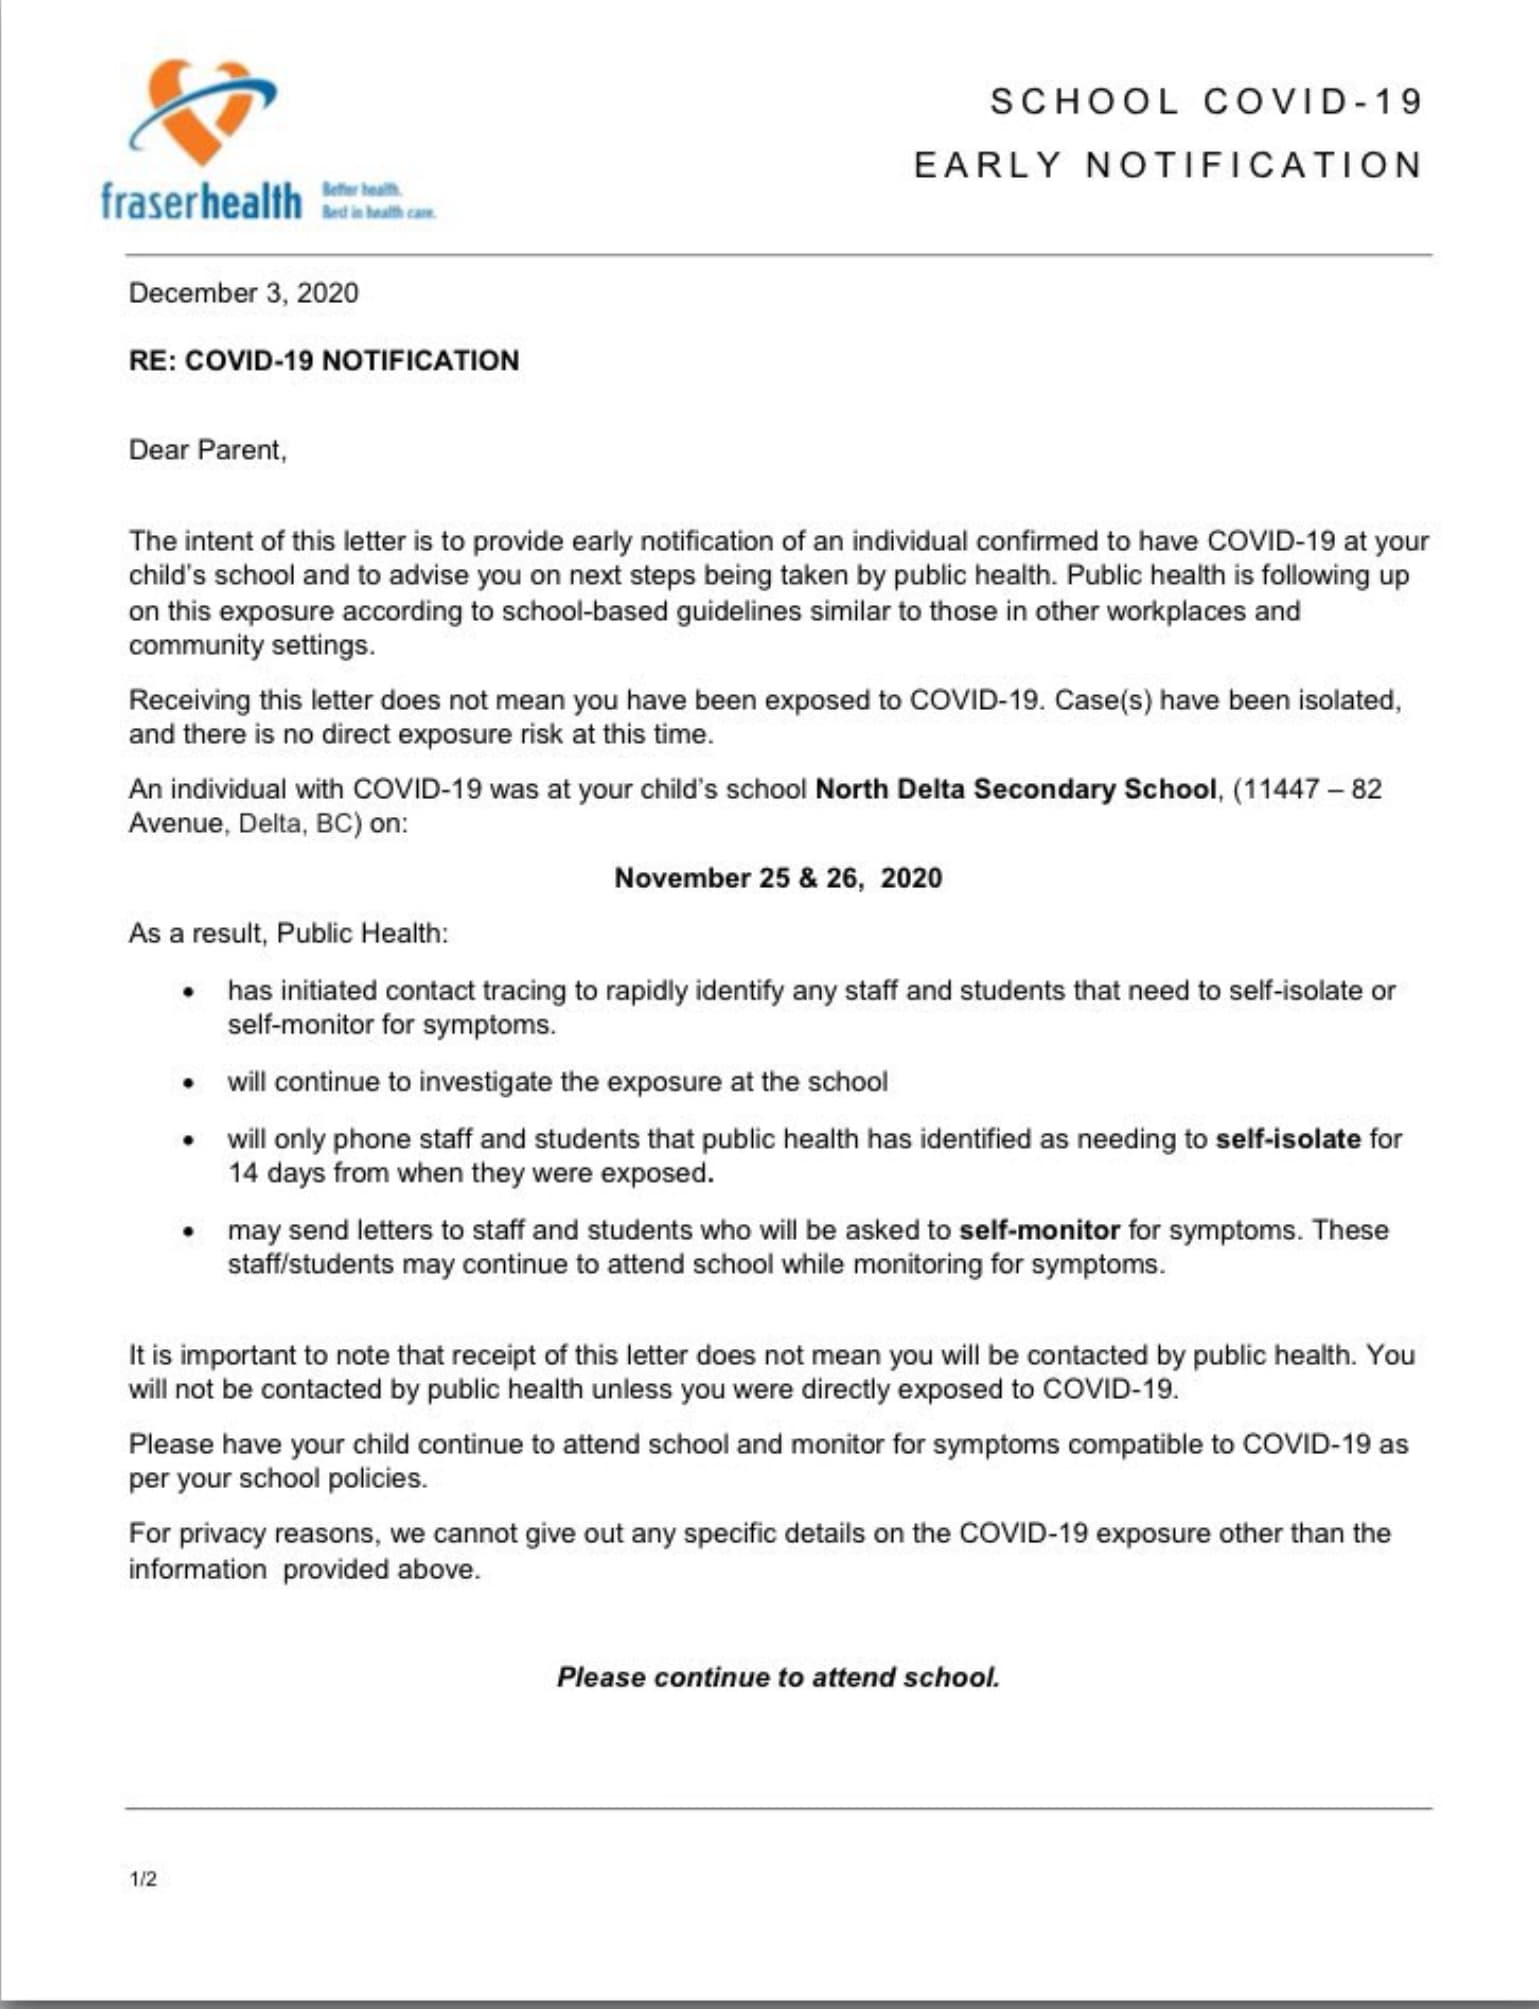 SCHOOL COVID-19
EARLY NOTIFICATION
fraserhealth
Better health.
Best in health care.
December 3, 2020
RE: COVID-19 NOTIFICATION
Dear Parent,
The intent of this letter is to provide early notification of an individual confirmed to have COVID-19 at your
child's school and to advise you on next steps being taken by public health. Public health is following up
on this exposure according to school-based guidelines similar to those in other workplaces and
community settings.
Receiving this letter does not mean you have been exposed to COVID-19. Case(s) have been isolated,
and there is no direct exposure risk at this time.
An individual with COVID-19 was at your child's school North Delta Secondary School, (11447 – 82
Avenue, Delta, BC) on:
November 25 & 26,  2020
As a result, Public Health:
• has initiated contact tracing to rapidly identify any staff and students that need to self-isolate or
self-monitor for symptoms.
• will continue to investigate the exposure at the school
• will only phone staff and students that public health has identified as needing to self-isolate for
14 days from when they were exposed.
• may send letters to staff and students who will be asked to self-monitor for symptoms. These
staff/students may continue to attend school while monitoring for symptoms.
It is important to note that receipt of this letter does not mean you will be contacted by public health. You
will not be contacted by public health unless you were directly exposed to COVID-19.
Please have your child continue to attend school and monitor for symptoms compatible to COVID-19 as
per your school policies.
For privacy reasons, we cannot give out any specific details on the COVID-19 exposure other than the
information  provided above.
Please continue to attend school.
1/2